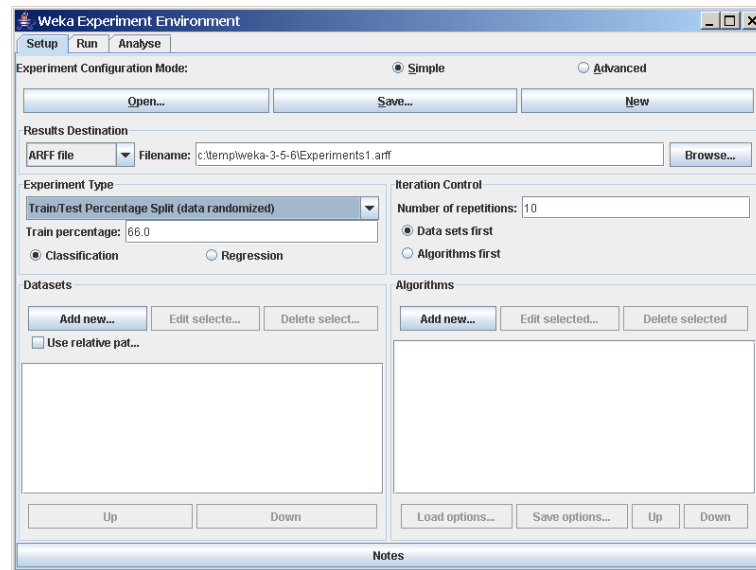 Weka Experiment Environment
Setup Run Analyse
Experiment Configuration Mode: Simple Advanced
Open... Save... New
Results Destination
ARFF file Filename: c:\temp\weka-3-5-6\Experiments1.arff Browse...
Experiment Type
Train/Test Percentage Split (data randomized)
Train percentage: 66.0
Classification Regression
Iteration Control
Number of repetitions: 10
Data sets first
Algorithms first
Datasets
Add new... Edit selecte... Delete select...
Use relative pat...
Up Down
Algorithms
Add new... Edit selected... Delete selected
Load options... Save options... Up Down
Notes